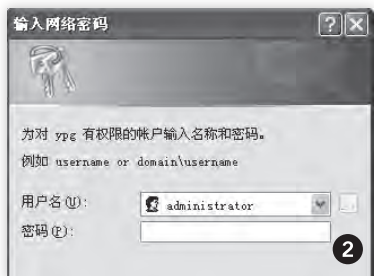 输入网络密码
为对 ypg 有权限的帐户输入名称和密码。
例如 username or domain\username
用户名(U): administrator
密码(P):
2